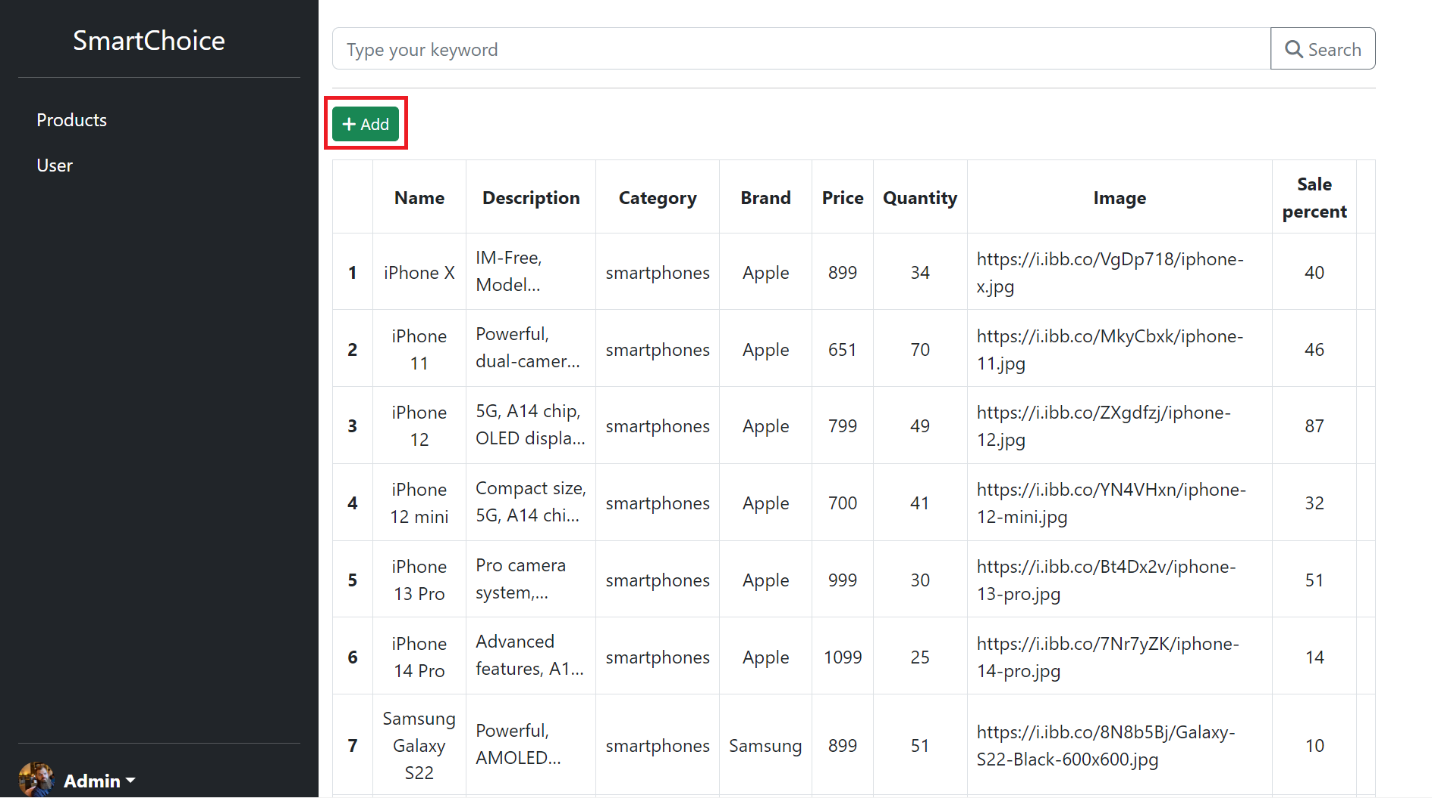 SmartChoice
Products
User
Admin
Type your keyword
Search
+ Add
Name Description Category Brand Price Quantity Image Sale percent
1 iPhone X IM-Free, Model... smartphones Apple 899 34 https://i.ibb.co/VgDp718/iphone-x.jpg 40
2 iPhone 11 Powerful, dual-camer... smartphones Apple 651 70 https://i.ibb.co/MkyCbxk/iphone-11.jpg 46
3 iPhone 12 5G, A14 chip, OLED displa... smartphones Apple 799 49 https://i.ibb.co/ZXgdfzj/iphone-12.jpg 87
4 iPhone 12 mini Compact size, 5G, A14 chi... smartphones Apple 700 41 https://i.ibb.co/YN4VHxn/iphone-12-mini.jpg 32
5 iPhone 13 Pro Pro camera system,... smartphones Apple 999 30 https://i.ibb.co/Bt4Dx2v/iphone-13-pro.jpg 51
6 iPhone 14 Pro Advanced features, A1... smartphones Apple 1099 25 https://i.ibb.co/7Nr7yZK/iphone-14-pro.jpg 14
7 Samsung Galaxy S22 Powerful, AMOLED... smartphones Samsung 899 51 https://i.ibb.co/8N8b5Bj/Galaxy-S22-Black-600x600.jpg 10